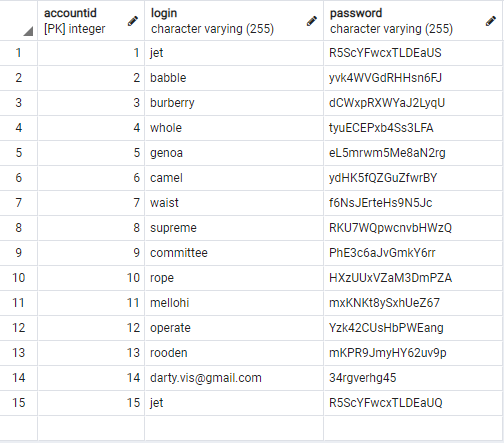 accountid login password
[PK] integer character varying (255) character varying (255)
1 1 jet R5ScYFwcxTLDEaUS
2 2 babble yvk4WVGdRHHsn6FJ
3 3 burberry dCWxpRXWYaJ2LyqU
4 4 whole tyuECEPxb4Ss3LFA
5 5 genoa eL5mrwm5Me8aN2rg
6 6 camel ydHK5fQZGuZfwrBY
7 7 waist f6NsJErteHs9N5Jc
8 8 supreme RKU7WQpwcnvbHWzQ
9 9 committee PhE3c6aJvGmkY6rr
10 10 rope HXzUUxVZaM3DmPZA
11 11 mellohi mxKNKt8ySxhUeZ67
12 12 operate Yzk42CUsHbPWEang
13 13 rooden mKPR9JmyHY62uv9p
14 14 darty.vis@gmail.com 34rgverhg45
15 15 jet R5ScYFwcxTLDEaUQ